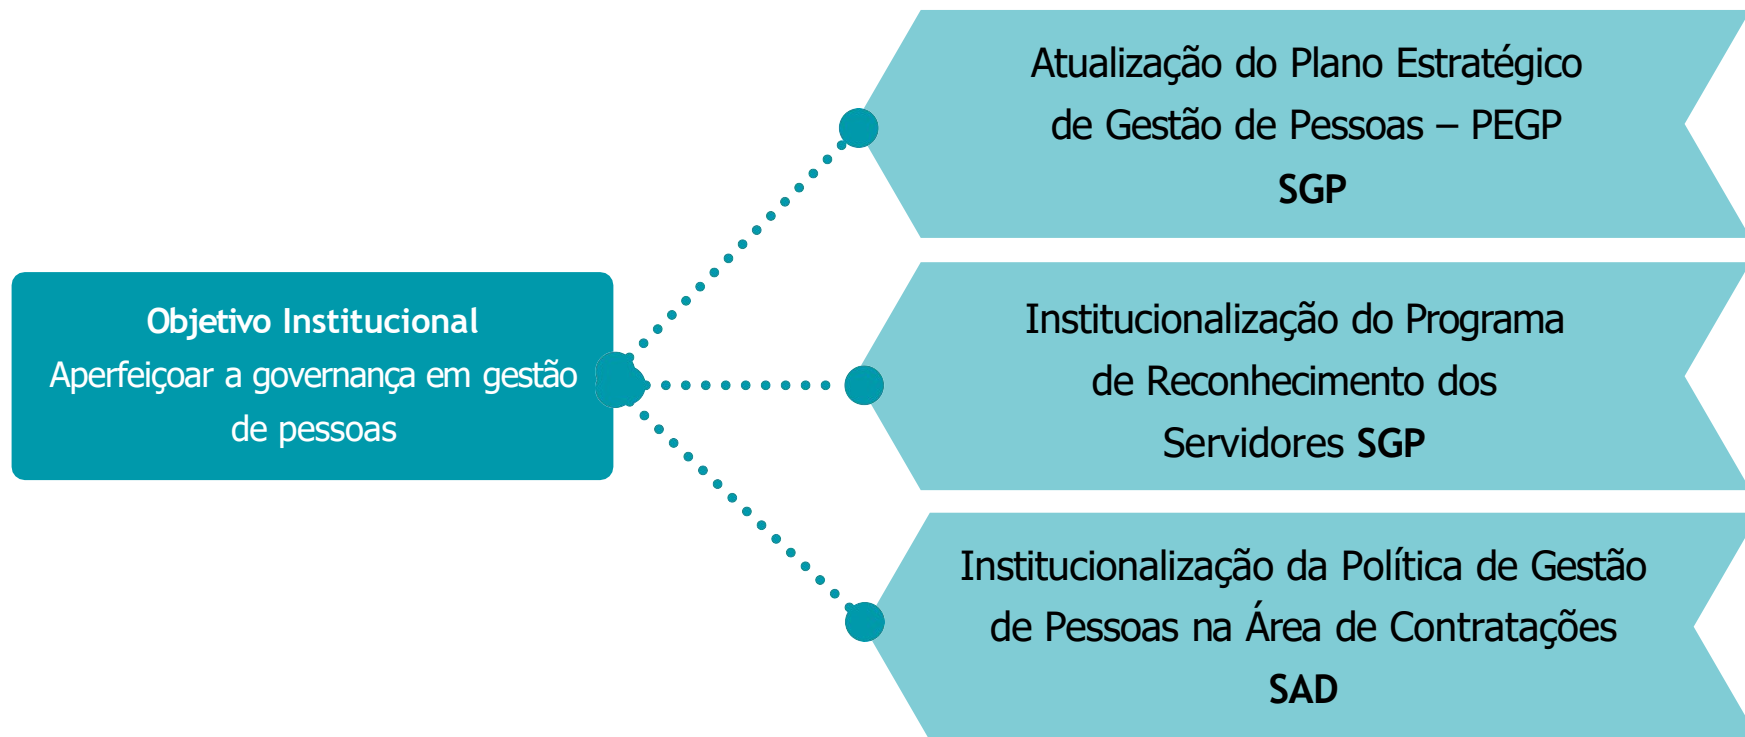 Objetivo Institucional
Aperfeiçoar a governança em gestão
de pessoas
Atualização do Plano Estratégico
de Gestão de Pessoas – PEGP
SGP
Institucionalização do Programa
de Reconhecimento dos
Servidores SGP
Institucionalização da Política de Gestão
de Pessoas na Área de Contratações
SAD